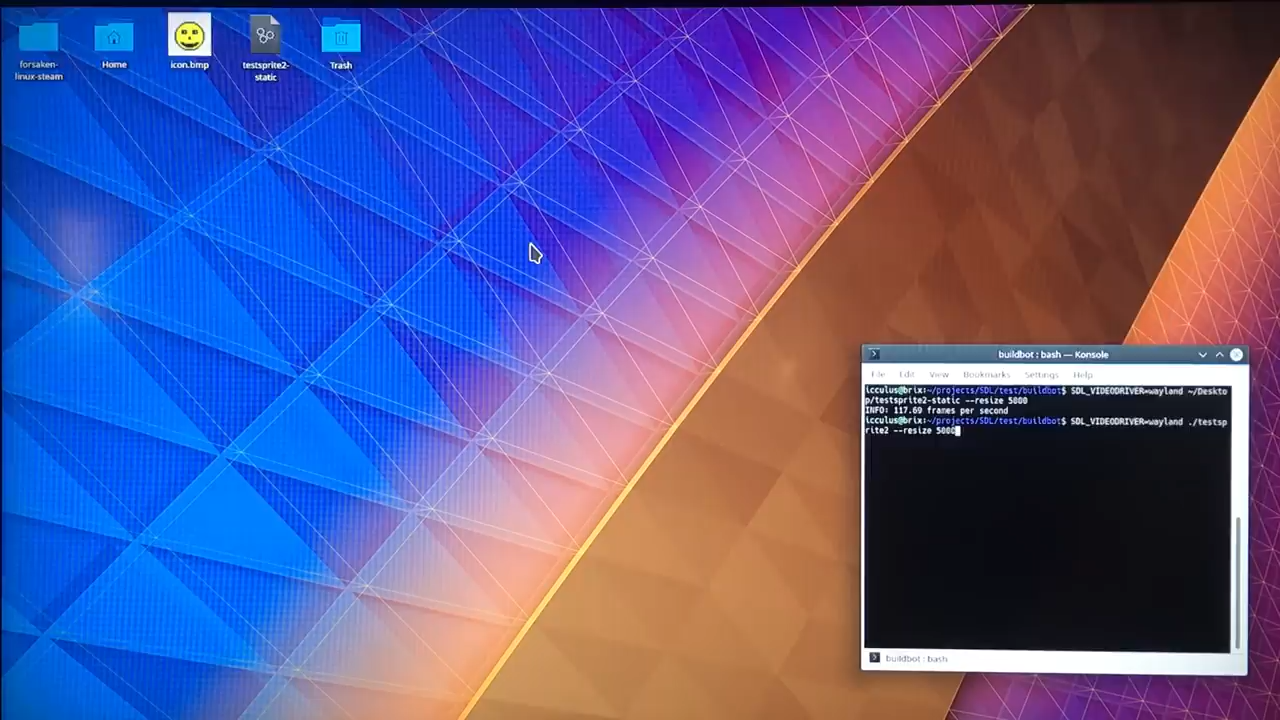 forsaken-
linux-steam
Home
icon.bmp
testsprite2-
static
Trash
buildbot : bash — Konsole
File Edit View Bookmarks Settings Help
icculus@brix:~/projects/SDL/test/buildbot$ SDL_VIDEODRIVER=wayland ~/Deskto
p/testsprite2-static --resize 5000
INFO: 117.69 frames per second
icculus@brix:~/projects/SDL/test/buildbot$ SDL_VIDEODRIVER=wayland ./testsp
rite2 --resize 5000
buildbot : bash